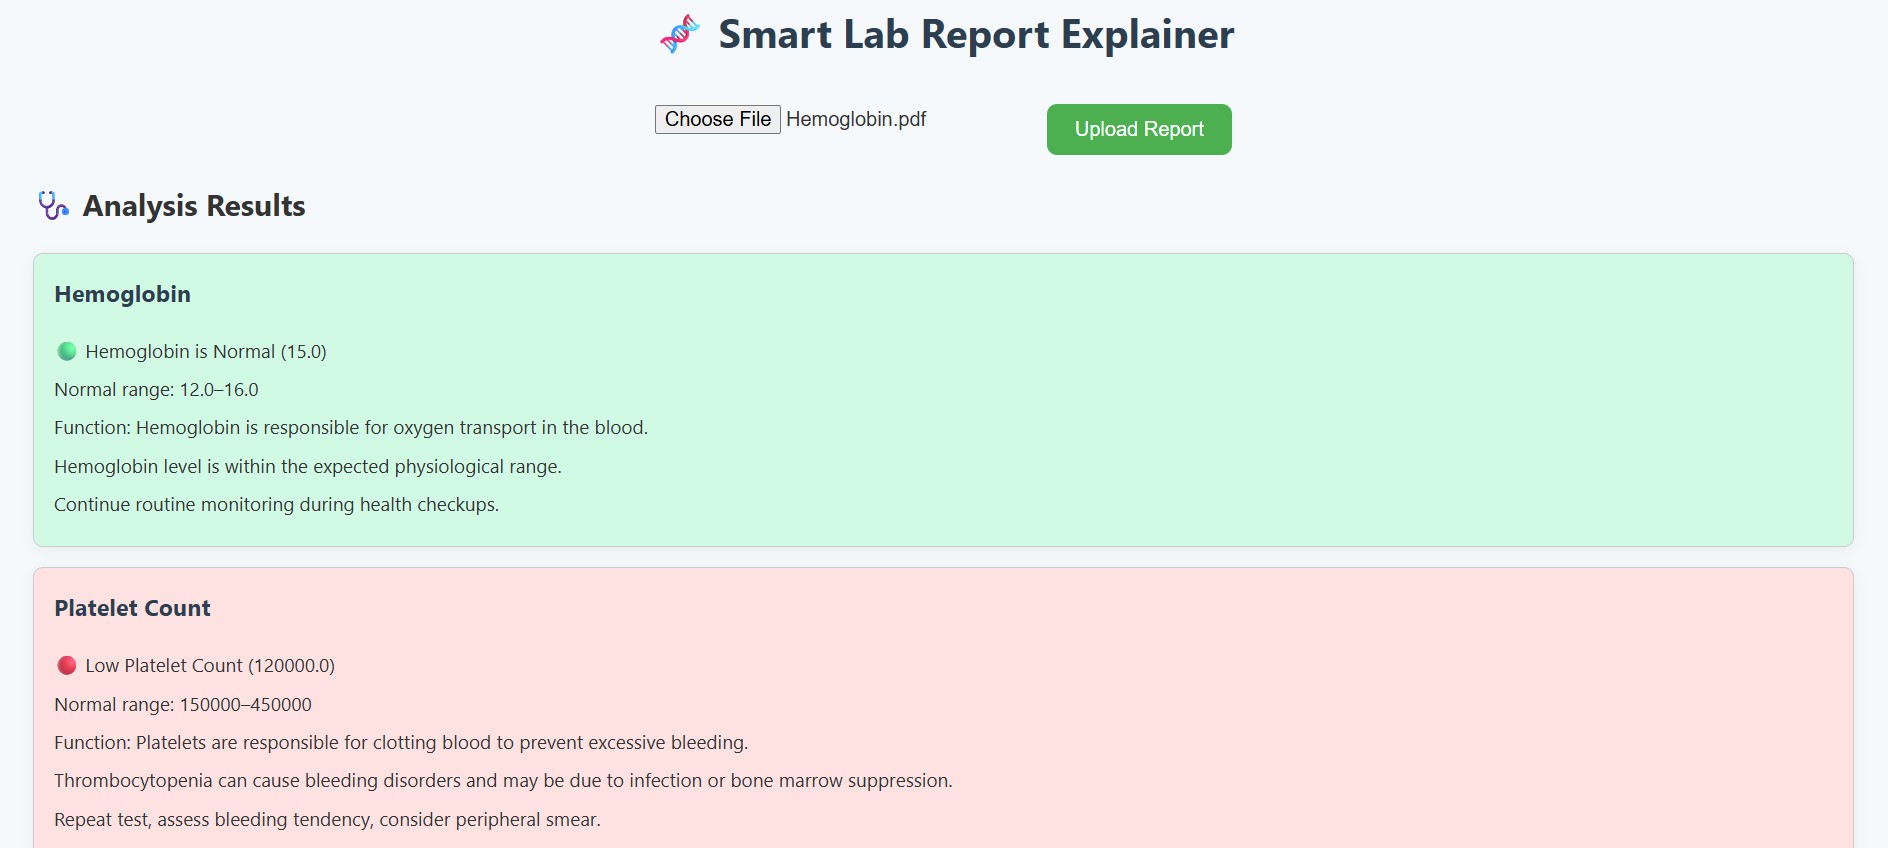 Smart Lab Report Explainer
Choose File Hemoglobin.pdf
Upload Report
Analysis Results
Hemoglobin
Hemoglobin is Normal (15.0)
Normal range: 12.0–16.0
Function: Hemoglobin is responsible for oxygen transport in the blood.
Hemoglobin level is within the expected physiological range.
Continue routine monitoring during health checkups.
Platelet Count
Low Platelet Count (120000.0)
Normal range: 150000–450000
Function: Platelets are responsible for clotting blood to prevent excessive bleeding.
Thrombocytopenia can cause bleeding disorders and may be due to infection or bone marrow suppression.
Repeat test, assess bleeding tendency, consider peripheral smear.